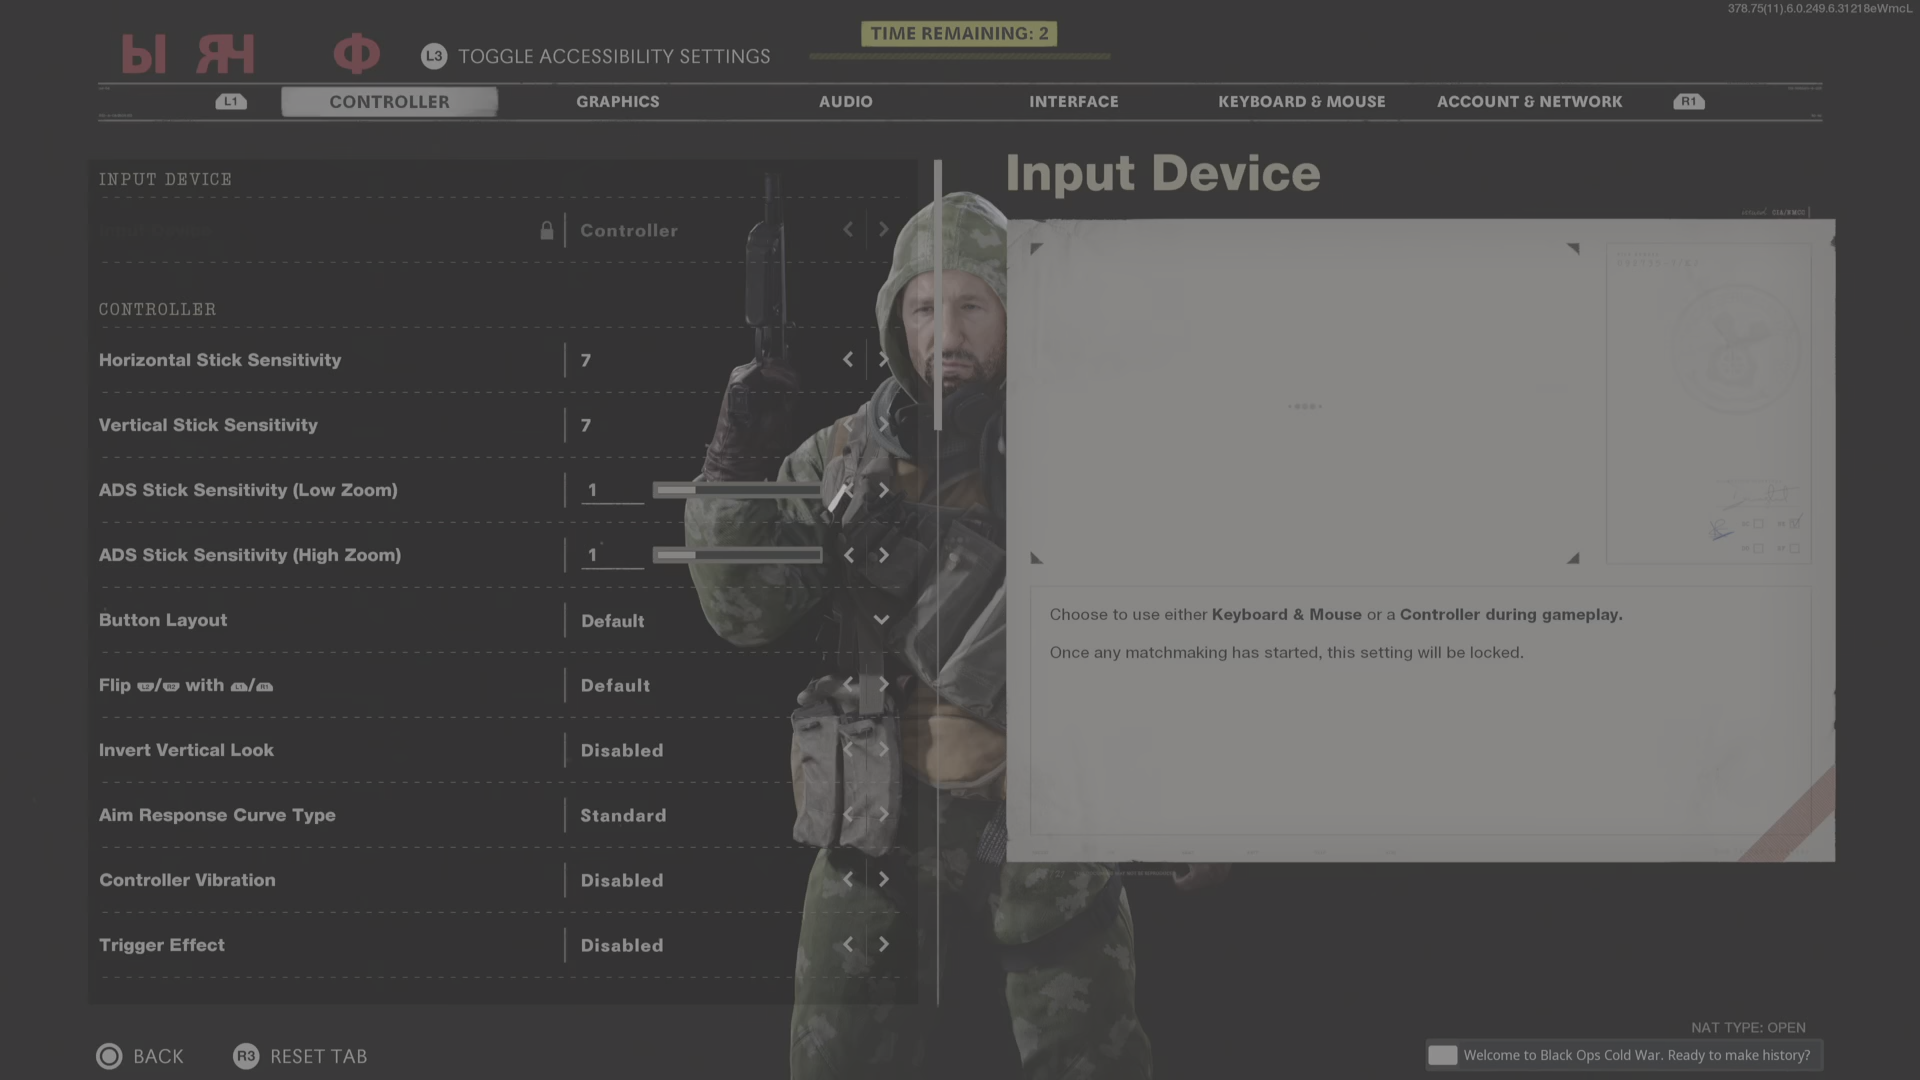 378.75(11).6.0.249.6.31218eWmcL
TIME REMAINING: 2
Ы ЯЧ Ф
L3 TOGGLE ACCESSIBILITY SETTINGS
L1 CONTROLLER GRAPHICS AUDIO INTERFACE KEYBOARD & MOUSE ACCOUNT & NETWORK R1
INPUT DEVICE
Controller
CONTROLLER
Horizontal Stick Sensitivity 7
Vertical Stick Sensitivity 7
ADS Stick Sensitivity (Low Zoom) 1
ADS Stick Sensitivity (High Zoom) 1
Button Layout Default
Flip L2/R2 with L1/R1 Default
Invert Vertical Look Disabled
Aim Response Curve Type Standard
Controller Vibration Disabled
Trigger Effect Disabled
Input Device
Choose to use either Keyboard & Mouse or a Controller during gameplay.
Once any matchmaking has started, this setting will be locked.
BACK R3 RESET TAB
NAT TYPE: OPEN
Welcome to Black Ops Cold War. Ready to make history?